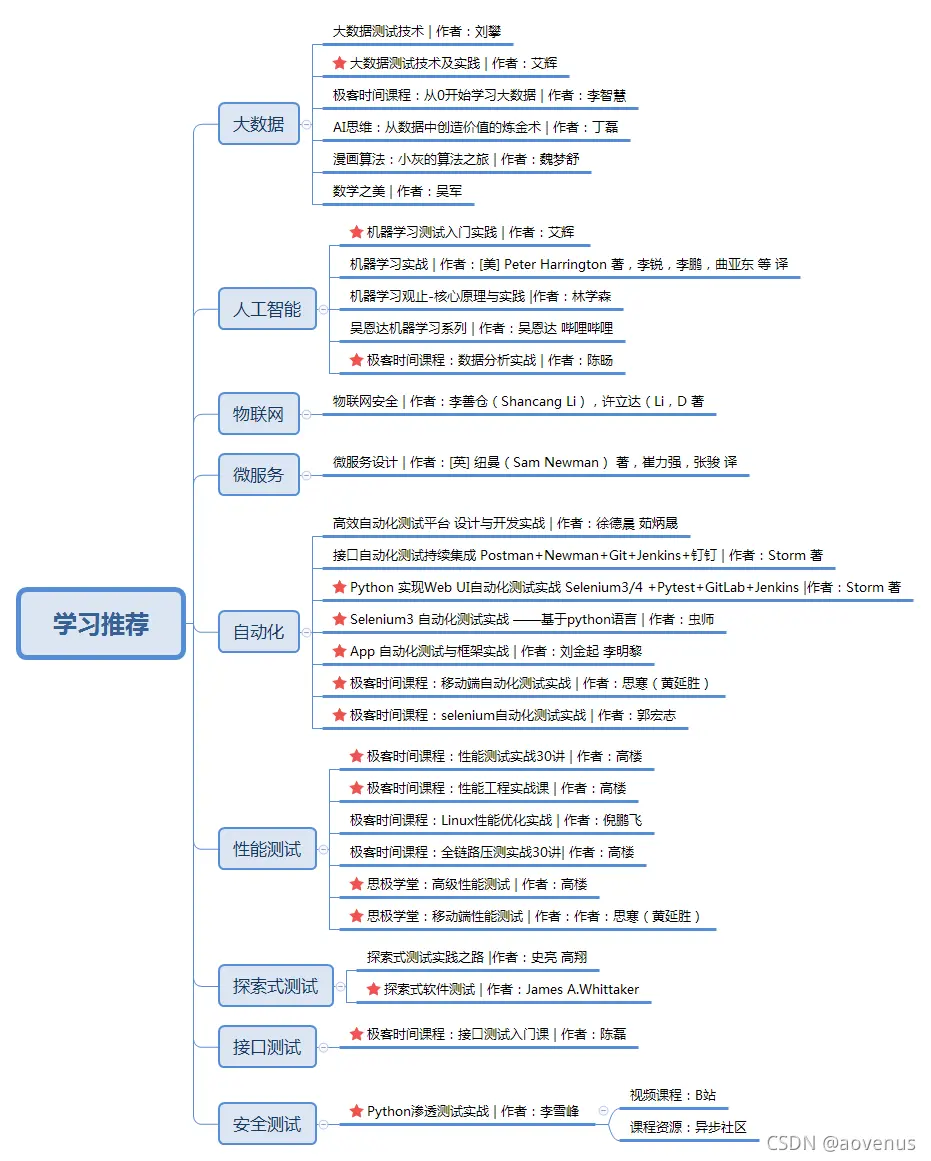 学习推荐
大数据
大数据测试技术 | 作者：刘攀
大数据测试技术及实践 | 作者：艾辉
极客时间课程：从0开始学习大数据 | 作者：李智慧
AI思维：从数据中创造价值的炼金术 | 作者：丁磊
漫画算法：小灰的算法之旅 | 作者：魏梦舒
数学之美 | 作者：吴军
人工智能
机器学习测试入门实践 | 作者：艾辉
机器学习实战 | 作者：[美] Peter Harrington 著，李锐，李鹏，曲亚东 等 译
机器学习观止-核心原理与实践 |作者：林学森
吴恩达机器学习系列 | 作者：吴恩达 哔哩哔哩
极客时间课程：数据分析实战 | 作者：陈旸
物联网
物联网安全 | 作者：李善仓（Shancang Li），许立达（Li，D 著
微服务
微服务设计 | 作者：[英] 纽曼（Sam Newman） 著，崔力强，张骏 译
自动化
高效自动化测试平台 设计与开发实战 | 作者：徐德晨 茹炳晟
接口自动化测试持续集成 Postman+Newman+Git+Jenkins+钉钉 | 作者：Storm 著
Python 实现Web UI自动化测试实战 Selenium3/4 +Pytest+GitLab+Jenkins |作者：Storm 著
Selenium3 自动化测试实战 ——基于python语言 | 作者：虫师
App 自动化测试与框架实战 | 作者：刘金起 李明黎
极客时间课程：移动端自动化测试实战 | 作者：思寒（黄延胜）
极客时间课程：selenium自动化测试实战 | 作者：郭宏志
性能测试
极客时间课程：性能测试实战30讲 | 作者：高楼
极客时间课程：性能工程实战课 | 作者：高楼
极客时间课程：Linux性能优化实战 | 作者：倪鹏飞
极客时间课程：全链路压测实战30讲| 作者：高楼
思极学堂：高级性能测试 | 作者：高楼
思极学堂：移动端性能测试 | 作者：作者：思寒（黄延胜）
探索式测试
探索式测试实践之路 |作者：史亮 高翔
探索式软件测试 | 作者：James A.Whittaker
接口测试
极客时间课程：接口测试入门课 | 作者：陈磊
安全测试
Python渗透测试实战 | 作者：李雪峰
视频课程：B站
课程资源：异步社区
CSDN @aovenus